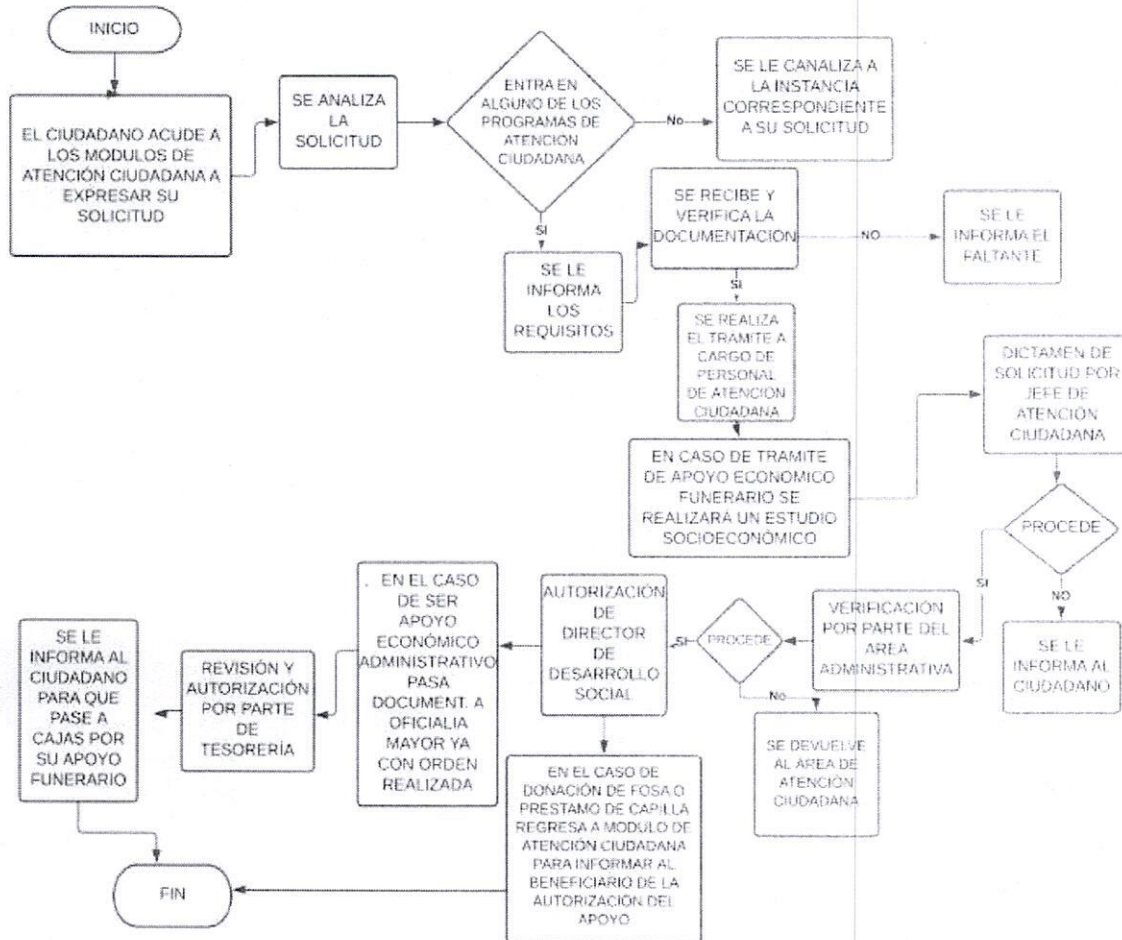 INICIO
EL CIUDADANO ACUDE A
LOS MODULOS DE
ATENCIÓN CIUDADANA A
EXPRESAR SU
SOLICITUD
SE ANALIZA
LA
SOLICITUD
ENTRA EN
ALGUNO DE LOS
PROGRAMAS DE
ATENCIÓN
CIUDADANA
No
SE LE CANALIZA A
LA INSTANCIA
CORRESPONDIENTE
A SU SOLICITUD
SI
SE LE
INFORMA
LOS
REQUISITOS
SE RECIBE Y
VERIFICA LA
DOCUMENTACION
NO
SE LE
INFORMA EL
FALTANTE
SI
SE REALIZA
EL TRAMITE A
CARGO DE
PERSONAL
DE ATENCIÓN
CIUDADANA
EN CASO DE TRAMITE
DE APOYO ECONOMICO
FUNERARIO SE
REALIZARÁ UN ESTUDIO
SOCIOECONÓMICO
DICTAMEN DE
SOLICITUD POR
JEFE DE
ATENCIÓN
CIUDADANA
PROCEDE
NO
SE LE
INFORMA AL
CIUDADANO
SI
VERIFICACIÓN
POR PARTE DEL
AREA
ADMINISTRATIVA
PROCEDE
No
SE DEVUELVE
AL ÁREA DE
ATENCIÓN
CIUDADANA
SI
AUTORIZACIÓN
DE
DIRECTOR
DE
DESARROLLO
SOCIAL
. EN EL CASO
DE SER
APOYO
ECONÓMICO
ADMINISTRATIVO
PASA
DOCUMENT. A
OFICIALIA
MAYOR YA
CON ORDEN
REALIZADA
REVISIÓN Y
AUTORIZACIÓN
POR PARTE
DE
TESORERÍA
SE LE
INFORMA AL
CIUDADANO
PARA QUE
PASE A
CAJAS POR
SU APOYO
FUNERARIO
EN EL CASO DE
DONACIÓN DE FOSA O
PRESTAMO DE CAPILLA
REGRESA A MODULO DE
ATENCIÓN CIUDADANA
PARA INFORMAR AL
BENEFICIARIO DE LA
AUTORIZACIÓN DEL
APOYO
FIN